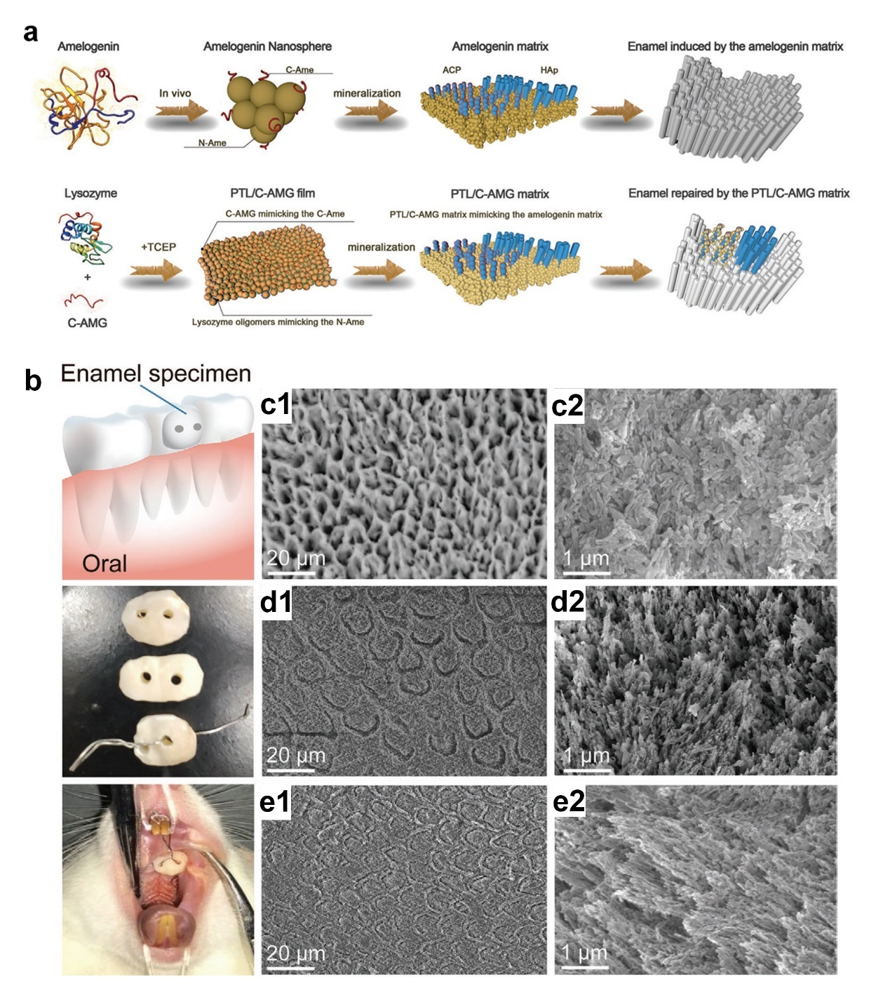 a
Amelogenin
Amelogenin Nanosphere
Amelogenin matrix
Enamel induced by the amelogenin matrix
In vivo
C-Ame
N-Ame
mineralization
ACP
HAp
Lysozyme
+
C-AMG
+TCEP
PTL/C-AMG film
C-AMG mimicking the C-Ame
Lysozyme oligomers mimicking the N-Ame
mineralization
PTL/C-AMG matrix
PTL/C-AMG matrix mimicking the amelogenin matrix
Enamel repaired by the PTL/C-AMG matrix
b
Enamel specimen
Oral
c1
20 µm
c2
1 µm
d1
20 µm
d2
1 µm
e1
20 µm
e2
1 µm